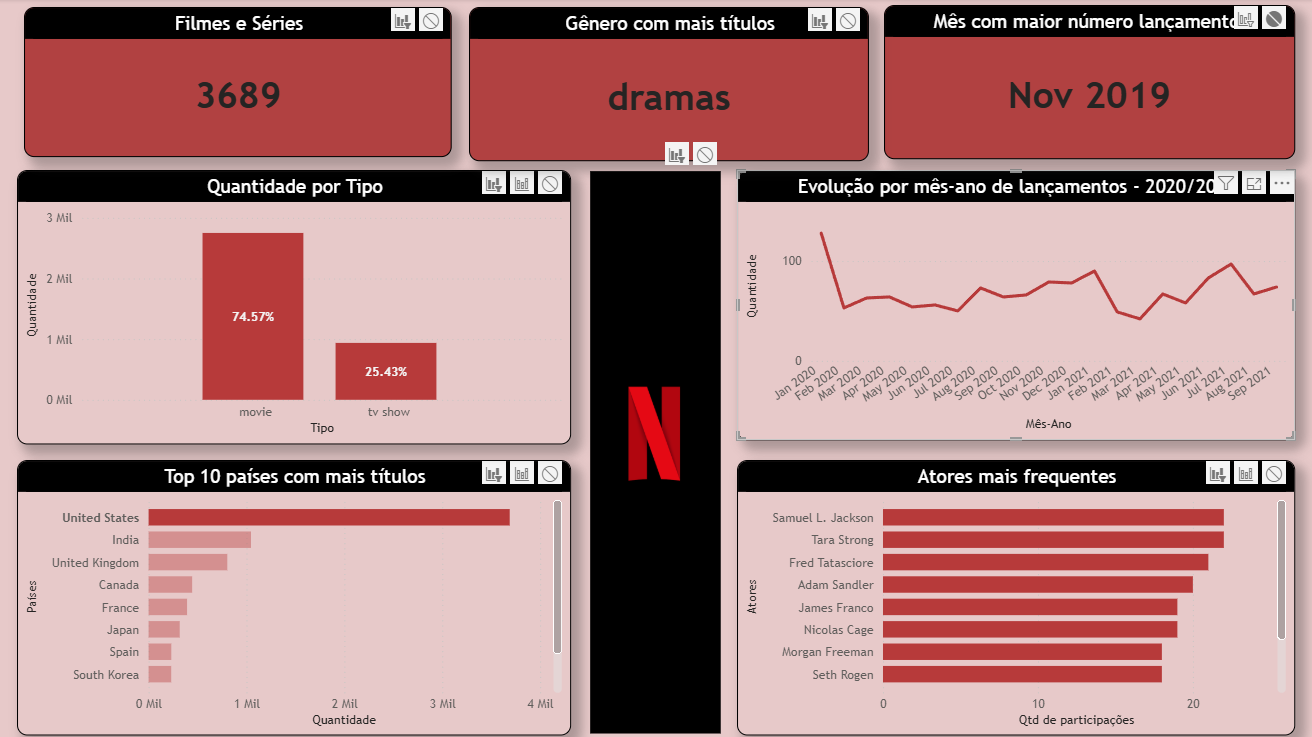 Filmes e Séries
3689
Gênero com mais títulos
dramas
Mês com maior número lançamento
Nov 2019
Quantidade por Tipo
Quantidade
3 Mil
2 Mil
1 Mil
0 Mil
74.57%
25.43%
movie
tv show
Tipo
Evolução por mês-ano de lançamentos - 2020/20
Quantidade
100
0
Jan 2020
Feb 2020
Mar 2020
Apr 2020
May 2020
Jun 2020
Jul 2020
Aug 2020
Sep 2020
Oct 2020
Nov 2020
Dec 2020
Jan 2021
Feb 2021
Mar 2021
Apr 2021
May 2021
Jun 2021
Jul 2021
Aug 2021
Sep 2021
Mês-Ano
Top 10 países com mais títulos
Países
United States
India
United Kingdom
Canada
France
Japan
Spain
South Korea
0 Mil
1 Mil
2 Mil
3 Mil
4 Mil
Quantidade
N
Atores mais frequentes
Atores
Samuel L. Jackson
Tara Strong
Fred Tatasciore
Adam Sandler
James Franco
Nicolas Cage
Morgan Freeman
Seth Rogen
0
10
20
Qtd de participações